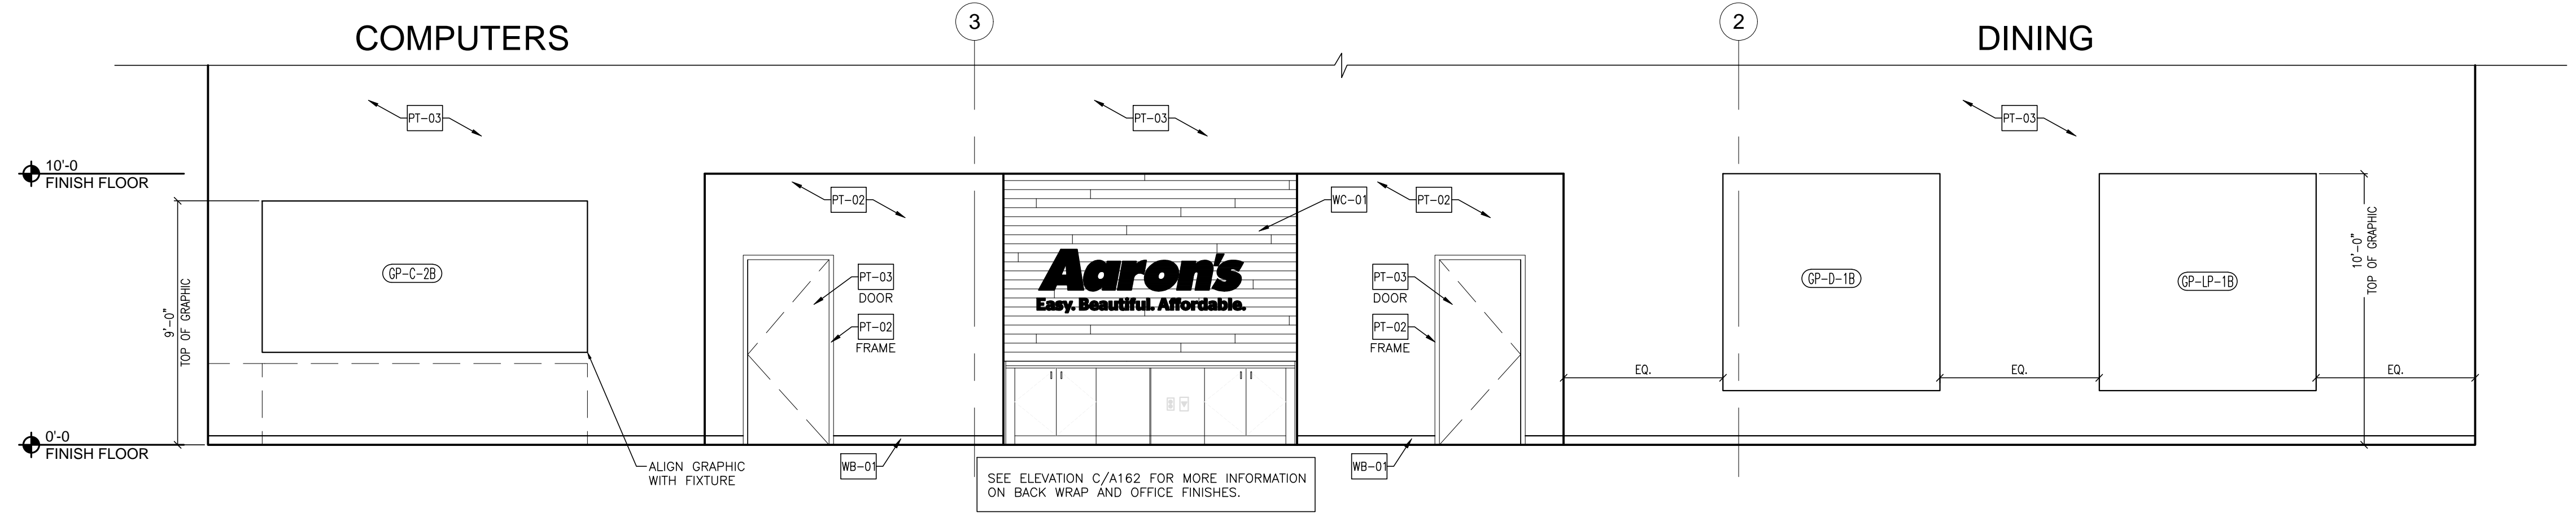 COMPUTERS
3
2
DINING
PT-03
PT-03
PT-03
10'-0
FINISH FLOOR
PT-02
WC-01
PT-02
9'-0"
TOP OF GRAPHIC
GP-C-2B
PT-03
DOOR
PT-02
FRAME
Aaron's
Easy. Beautiful. Affordable.
PT-03
DOOR
PT-02
FRAME
GP-D-1B
GP-LP-1B
10'-0"
TOP OF GRAPHIC
EQ.
EQ.
EQ.
0'-0
FINISH FLOOR
ALIGN GRAPHIC
WITH FIXTURE
WB-01
WB-01
SEE ELEVATION C/A162 FOR MORE INFORMATION
ON BACK WRAP AND OFFICE FINISHES.